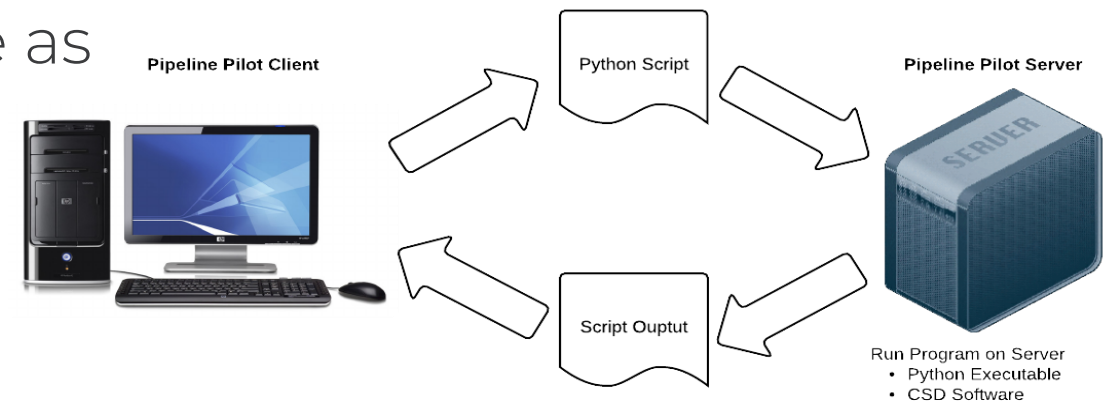 e as
Pipeline Pilot Client
Python Script
Pipeline Pilot Server
SERVER
Script Ouptut
Run Program on Server
• Python Executable
• CSD Software